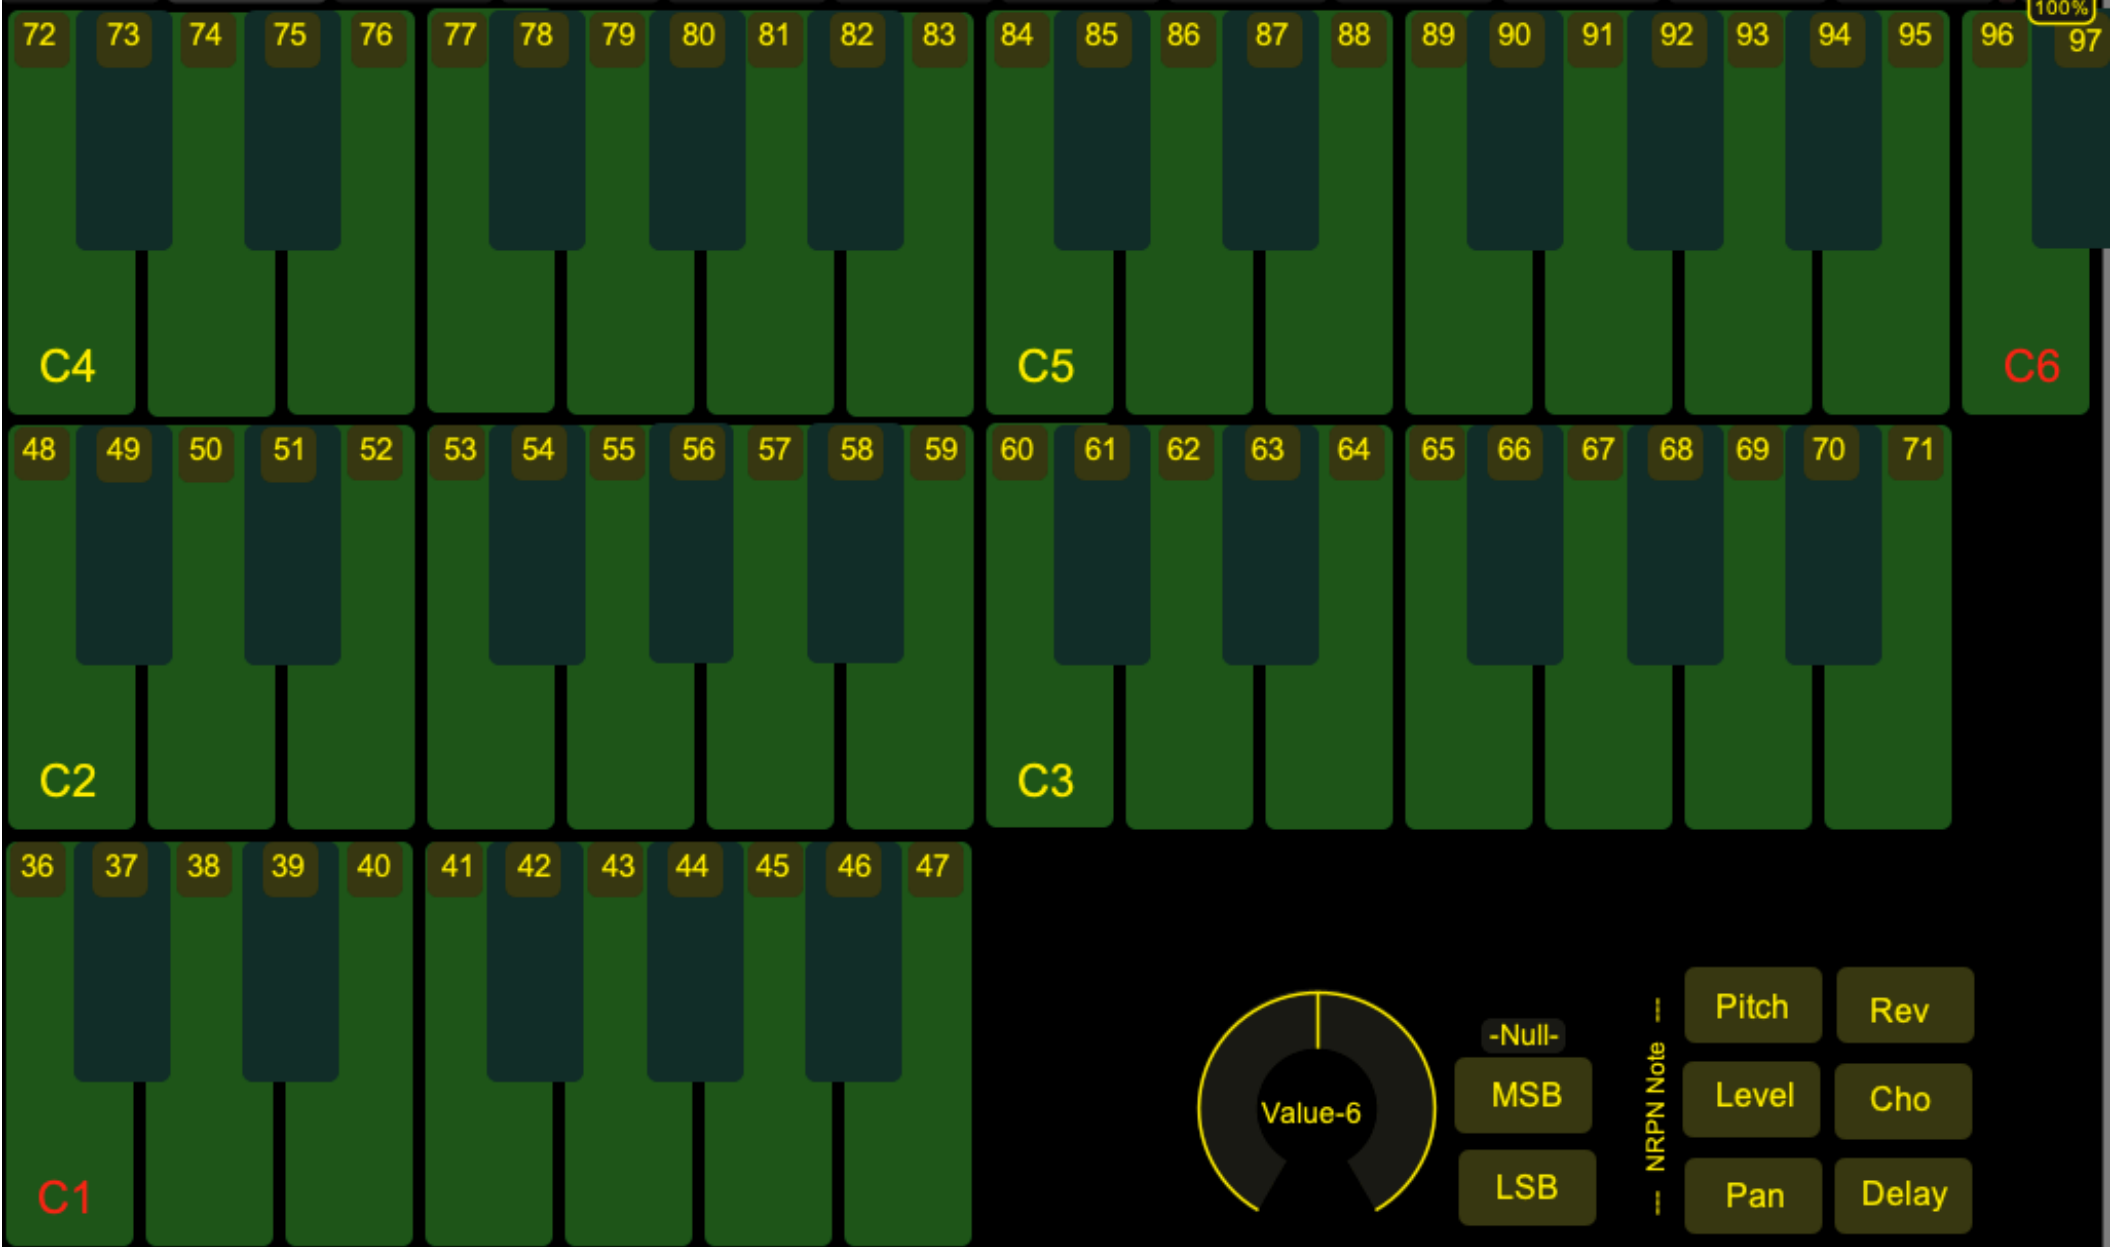 100%
72 73 74 75 76 77 78 79 80 81 82 83 84 85 86 87 88 89 90 91 92 93 94 95 96 97
C4 C5 C6
48 49 50 51 52 53 54 55 56 57 58 59 60 61 62 63 64 65 66 67 68 69 70 71
C2 C3
36 37 38 39 40 41 42 43 44 45 46 47
C1
Value-6
-Null-
MSB
LSB
--- NRPN Note ---
Pitch Rev
Level Cho
Pan Delay